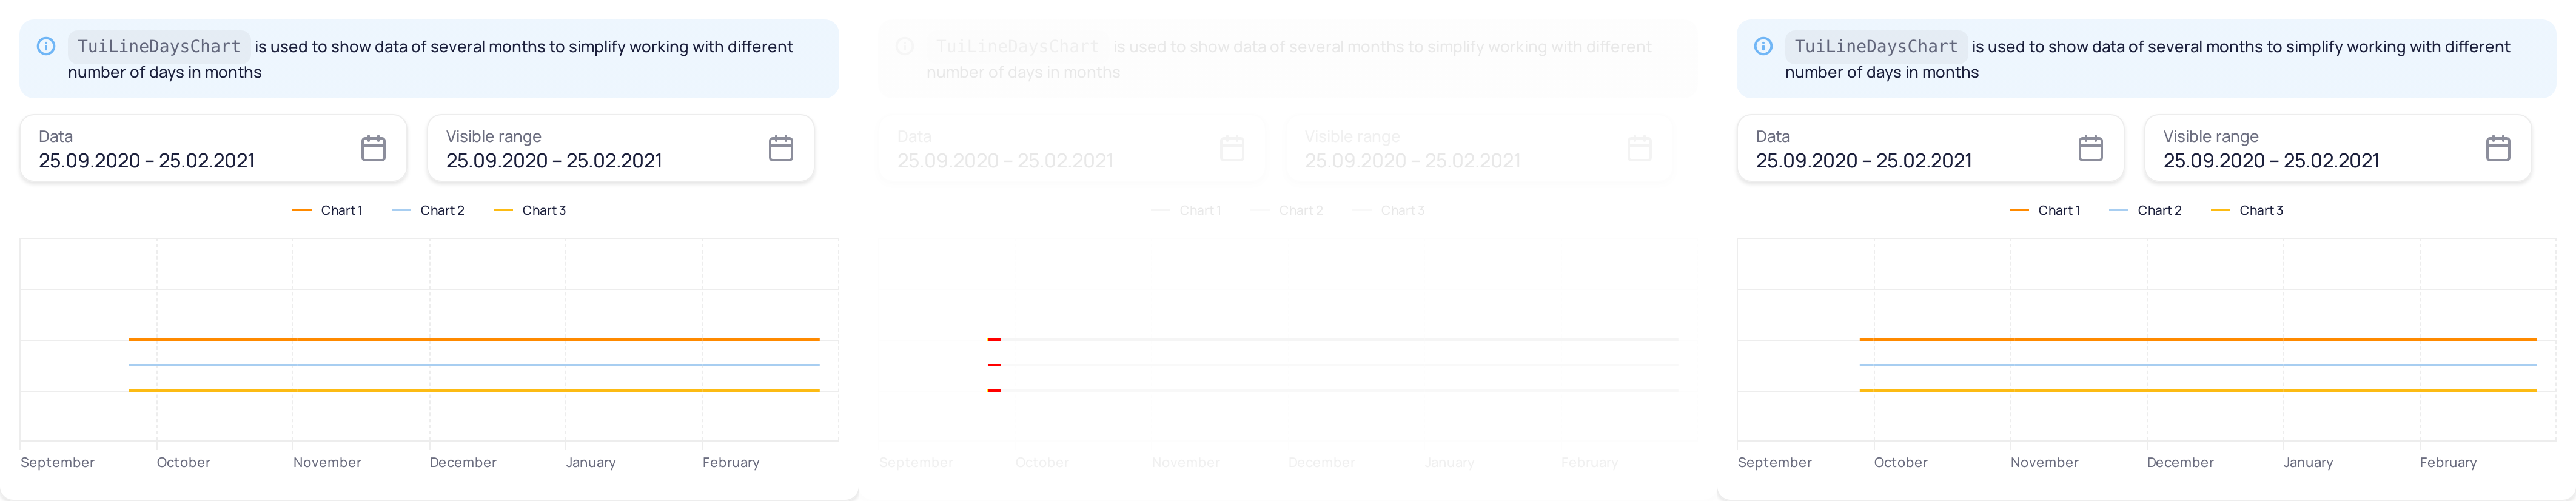 TuiLineDaysChart is used to show data of several months to simplify working with different
number of days in months
Data
25.09.2020 – 25.02.2021
Visible range
25.09.2020 – 25.02.2021
Chart 1 Chart 2 Chart 3
September October November December January February
TuiLineDaysChart is used to show data of several months to simplify working with different
number of days in months
Data
25.09.2020 – 25.02.2021
Visible range
25.09.2020 – 25.02.2021
Chart 1 Chart 2 Chart 3
September October November December January February
TuiLineDaysChart is used to show data of several months to simplify working with different
number of days in months
Data
25.09.2020 – 25.02.2021
Visible range
25.09.2020 – 25.02.2021
Chart 1 Chart 2 Chart 3
September October November December January February